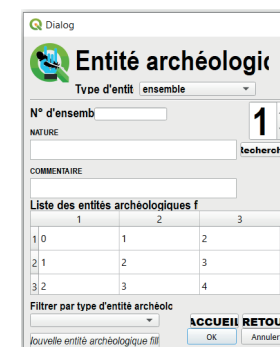 Dialog
Entité archéologic
Type d'entit ensemble
N° d'ensemb
1
NATURE
Recherch
COMMENTAIRE
Liste des entités archéologiques f
1 2 3
1 0 1 2
2 1 2 3
3 2 3 4
Filtrer par type d'entité archéolc
ACCUEIL RETOU
Nouvelle entité archéologique fill OK Annuler